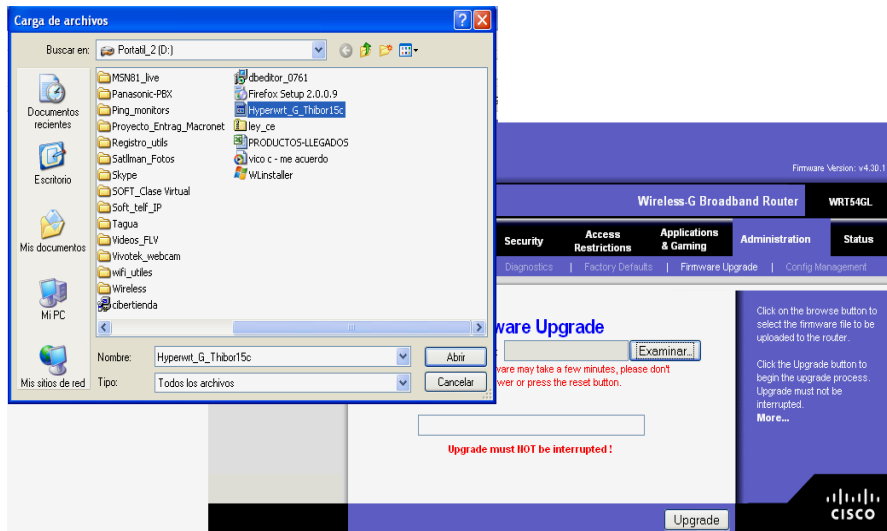 Carga de archivos
Buscar en:
Portatil_2 (D:)
Documentos recientes
Escritorio
Mis documentos
Mi PC
Mis sitios de red
MSN81_live
Panasonic-PBX
Ping_monitors
Proyecto_Entrag_Macronet
Registro_utils
Satllman_Fotos
Skype
SOFT_Clase Virtual
Soft_telf_IP
Tagua
Videos_FLV
Vivotek_webcam
wifi_utiles
Wireless
cibertienda
dbeditor_0761
Firefox Setup 2.0.0.9
Hyperwrt_G_Thibor15c
ley_ce
PRODUCTOS-LLEGADOS
vico c - me acuerdo
WLinstaller
Nombre:
Hyperwrt_G_Thibor15c
Abrir
Tipo:
Todos los archivos
Cancelar
Firmware Version: v4.30.1
Wireless-G Broadband Router
WRT54GL
Security
Access Restrictions
Applications & Gaming
Administration
Status
Diagnostics | Factory Defaults | Firmware Upgrade | Config Management
ware Upgrade
Examinar...
ware may take a few minutes, please don't
wer or press the reset button.
Upgrade must NOT be interrupted !
Upgrade
Click on the browse button to
select the firmware file to be
uploaded to the router.
Click the Upgrade button to
begin the upgrade process.
Upgrade must not be
interrupted.
More...
CISCO